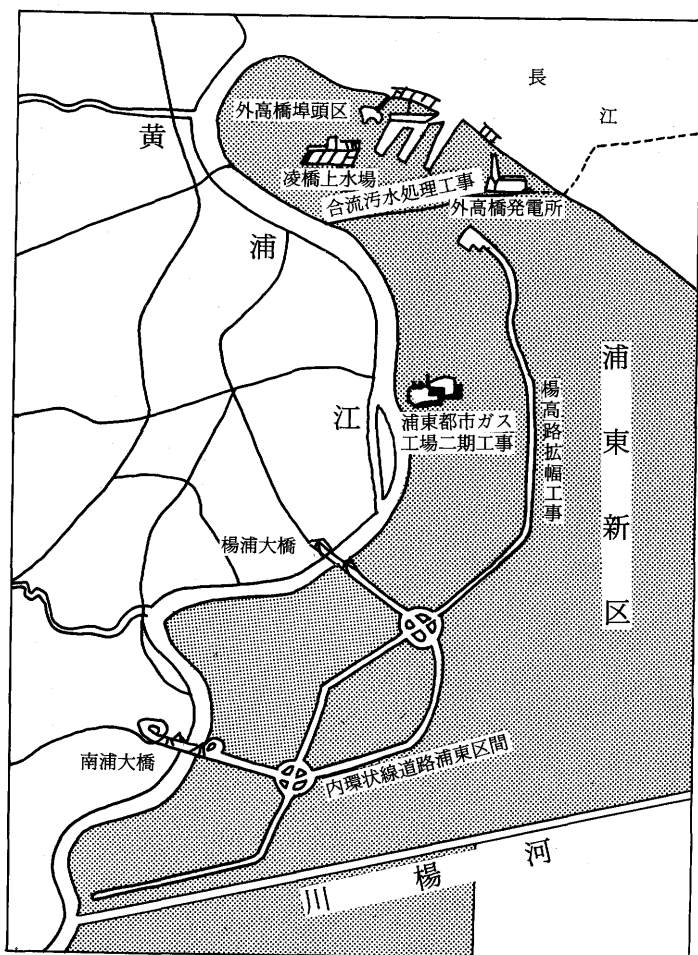 長江
外高橋埠頭区
黄浦江
凌橋上水場
合流汚水処理工事
外高橋発電所
浦東新区
楊高路拡幅工事
浦東都市ガス
工場二期工事
楊浦大橋
南浦大橋
内環状線道路浦東区間
川楊河